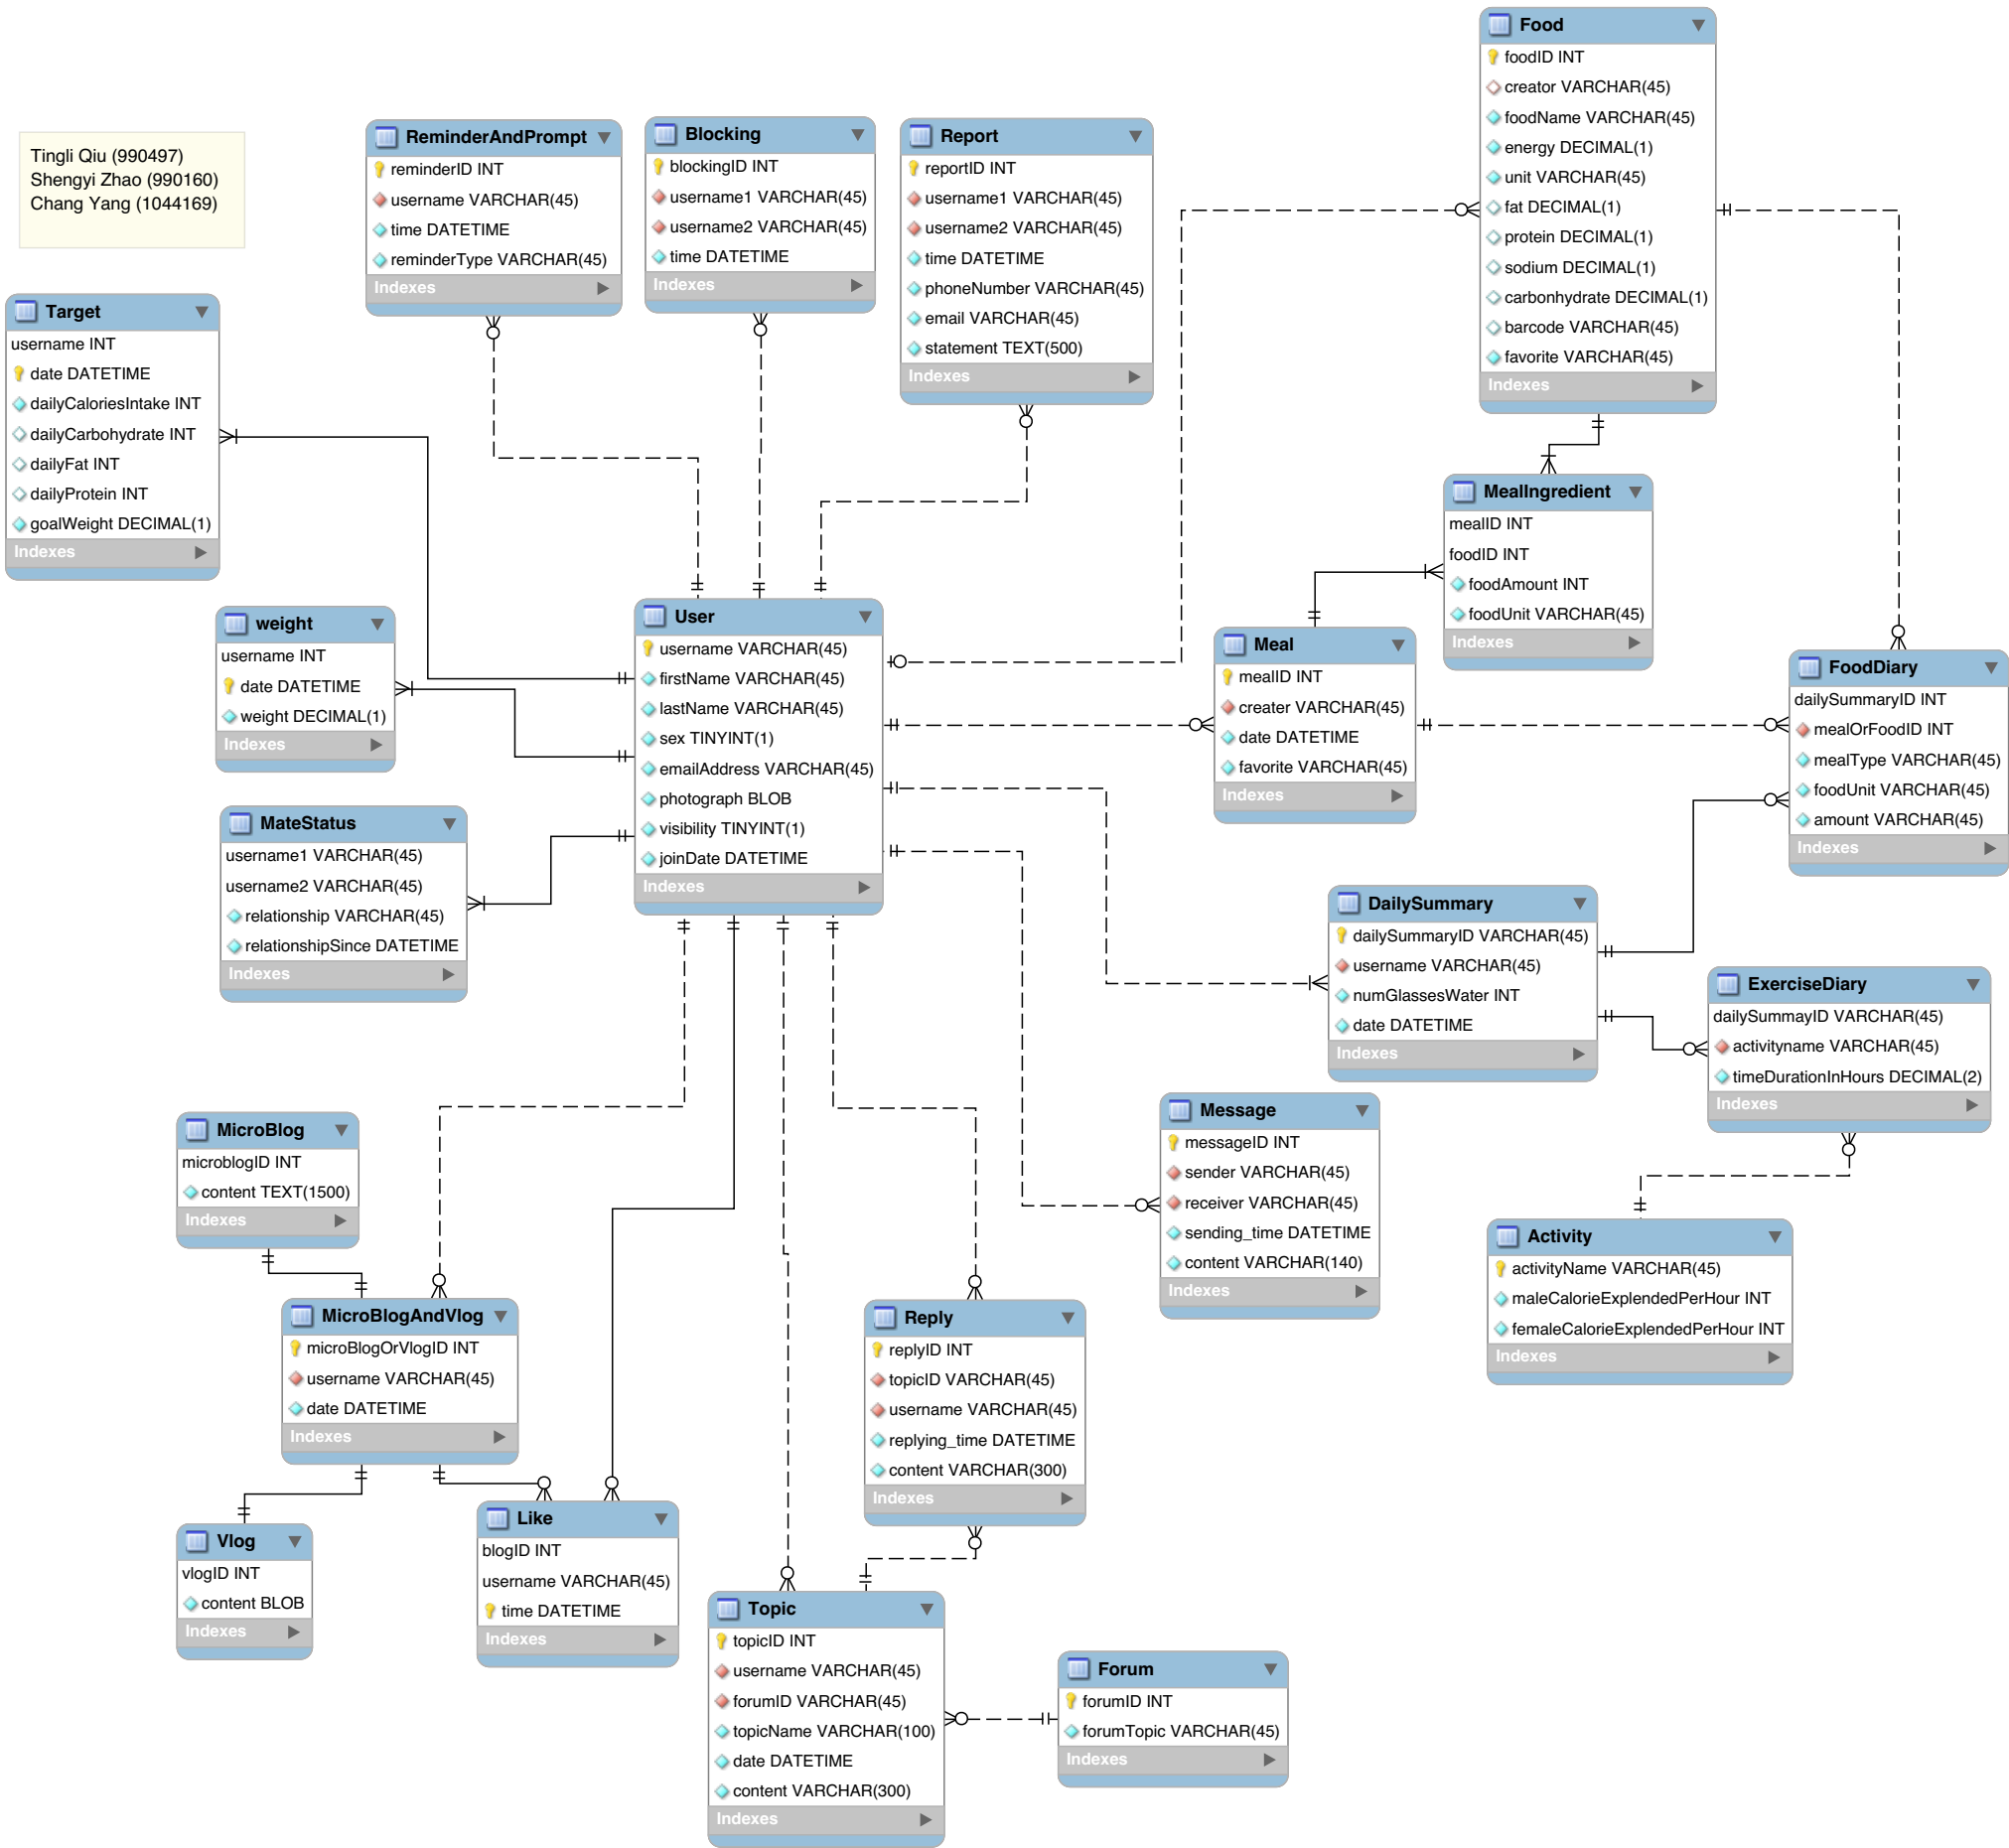 Tingli Qiu (990497)
Shengyi Zhao (990160)
Chang Yang (1044169)
ReminderAndPrompt
reminderID INT
username VARCHAR(45)
time DATETIME
reminderType VARCHAR(45)
Indexes
Blocking
blockingID INT
username1 VARCHAR(45)
username2 VARCHAR(45)
time DATETIME
Indexes
Report
reportID INT
username1 VARCHAR(45)
username2 VARCHAR(45)
time DATETIME
phoneNumber VARCHAR(45)
email VARCHAR(45)
statement TEXT(500)
Indexes
Food
foodID INT
creator VARCHAR(45)
foodName VARCHAR(45)
energy DECIMAL(1)
unit VARCHAR(45)
fat DECIMAL(1)
protein DECIMAL(1)
sodium DECIMAL(1)
carbonhydrate DECIMAL(1)
barcode VARCHAR(45)
favorite VARCHAR(45)
Indexes
Target
username INT
date DATETIME
dailyCaloriesIntake INT
dailyCarbohydrate INT
dailyFat INT
dailyProtein INT
goalWeight DECIMAL(1)
Indexes
MealIngredient
mealID INT
foodID INT
foodAmount INT
foodUnit VARCHAR(45)
Indexes
weight
username INT
date DATETIME
weight DECIMAL(1)
Indexes
User
username VARCHAR(45)
firstName VARCHAR(45)
lastName VARCHAR(45)
sex TINYINT(1)
emailAddress VARCHAR(45)
photograph BLOB
visibility TINYINT(1)
joinDate DATETIME
Indexes
Meal
mealID INT
creater VARCHAR(45)
date DATETIME
favorite VARCHAR(45)
Indexes
FoodDiary
dailySummaryID INT
mealOrFoodID INT
mealType VARCHAR(45)
foodUnit VARCHAR(45)
amount VARCHAR(45)
Indexes
MateStatus
username1 VARCHAR(45)
username2 VARCHAR(45)
relationship VARCHAR(45)
relationshipSince DATETIME
Indexes
DailySummary
dailySummaryID VARCHAR(45)
username VARCHAR(45)
numGlassesWater INT
date DATETIME
Indexes
ExerciseDiary
dailySummayID VARCHAR(45)
activityname VARCHAR(45)
timeDurationInHours DECIMAL(2)
Indexes
MicroBlog
microblogID INT
content TEXT(1500)
Indexes
Message
messageID INT
sender VARCHAR(45)
receiver VARCHAR(45)
sending_time DATETIME
content VARCHAR(140)
Indexes
Activity
activityName VARCHAR(45)
maleCalorieExplendedPerHour INT
femaleCalorieExplendedPerHour INT
Indexes
MicroBlogAndVlog
microBlogOrVlogID INT
username VARCHAR(45)
date DATETIME
Indexes
Reply
replyID INT
topicID VARCHAR(45)
username VARCHAR(45)
replying_time DATETIME
content VARCHAR(300)
Indexes
Vlog
vlogID INT
content BLOB
Indexes
Like
blogID INT
username VARCHAR(45)
time DATETIME
Indexes
Topic
topicID INT
username VARCHAR(45)
forumID VARCHAR(45)
topicName VARCHAR(100)
date DATETIME
content VARCHAR(300)
Indexes
Forum
forumID INT
forumTopic VARCHAR(45)
Indexes